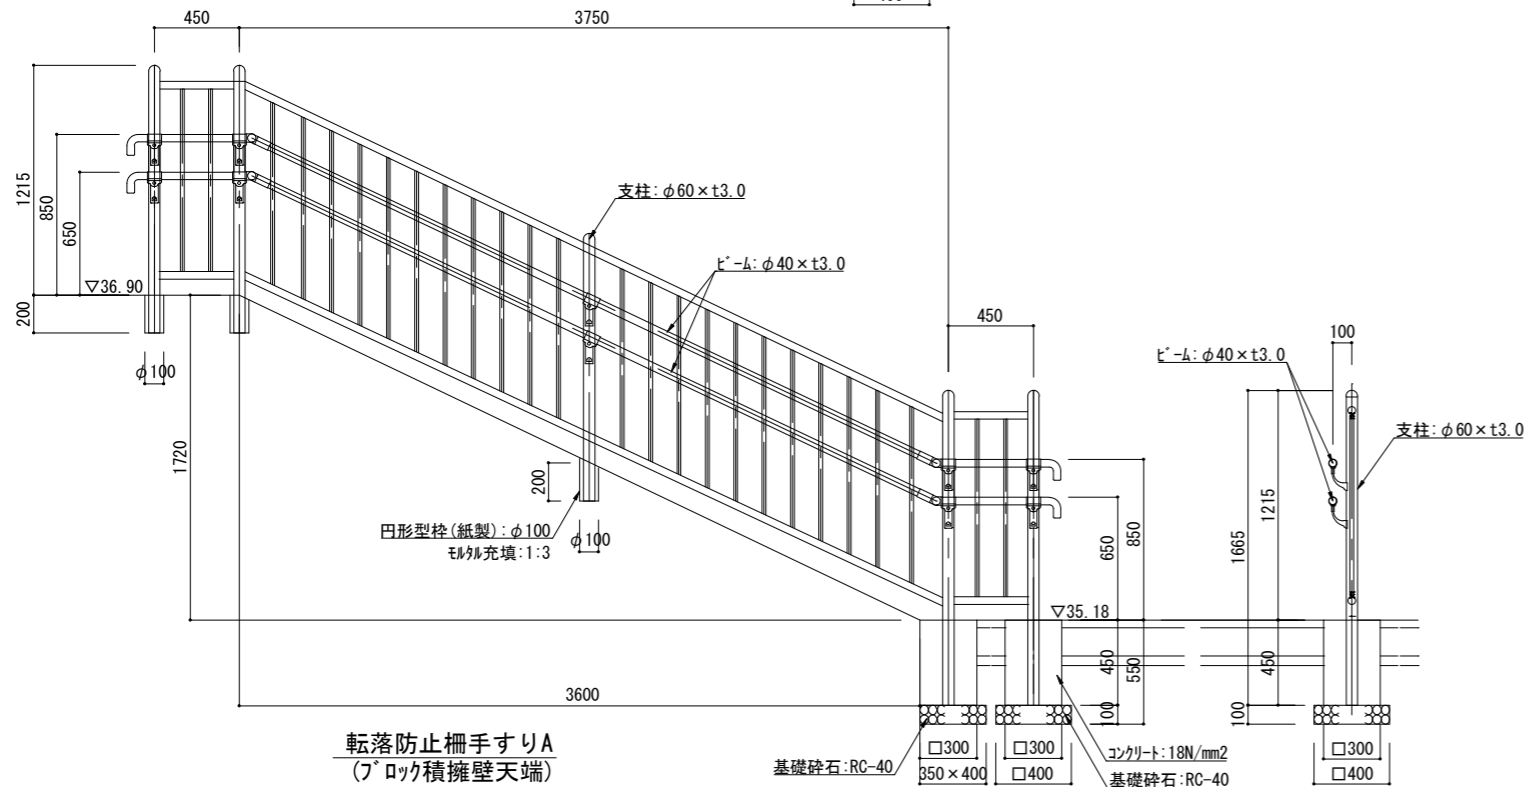 450
3750
1215
850
650
▽36.90
200
φ100
支柱：φ60×t3.0
ﾋﾞｰﾑ：φ40×t3.0
1720
200
円形型枠(紙製)：φ100
ﾓﾙﾀﾙ充填：1:3
φ100
450
100
ﾋﾞｰﾑ：φ40×t3.0
支柱：φ60×t3.0
1665
1215
450
100
650
850
▽35.18
450
550
100
3600
転落防止柵手すりA
(ﾌﾞﾛｯｸ積擁壁天端)
基礎砕石：RC-40
□300
350×400
□300
□400
ｺﾝｸﾘｰﾄ：18N/mm2
基礎砕石：RC-40
□300
□400